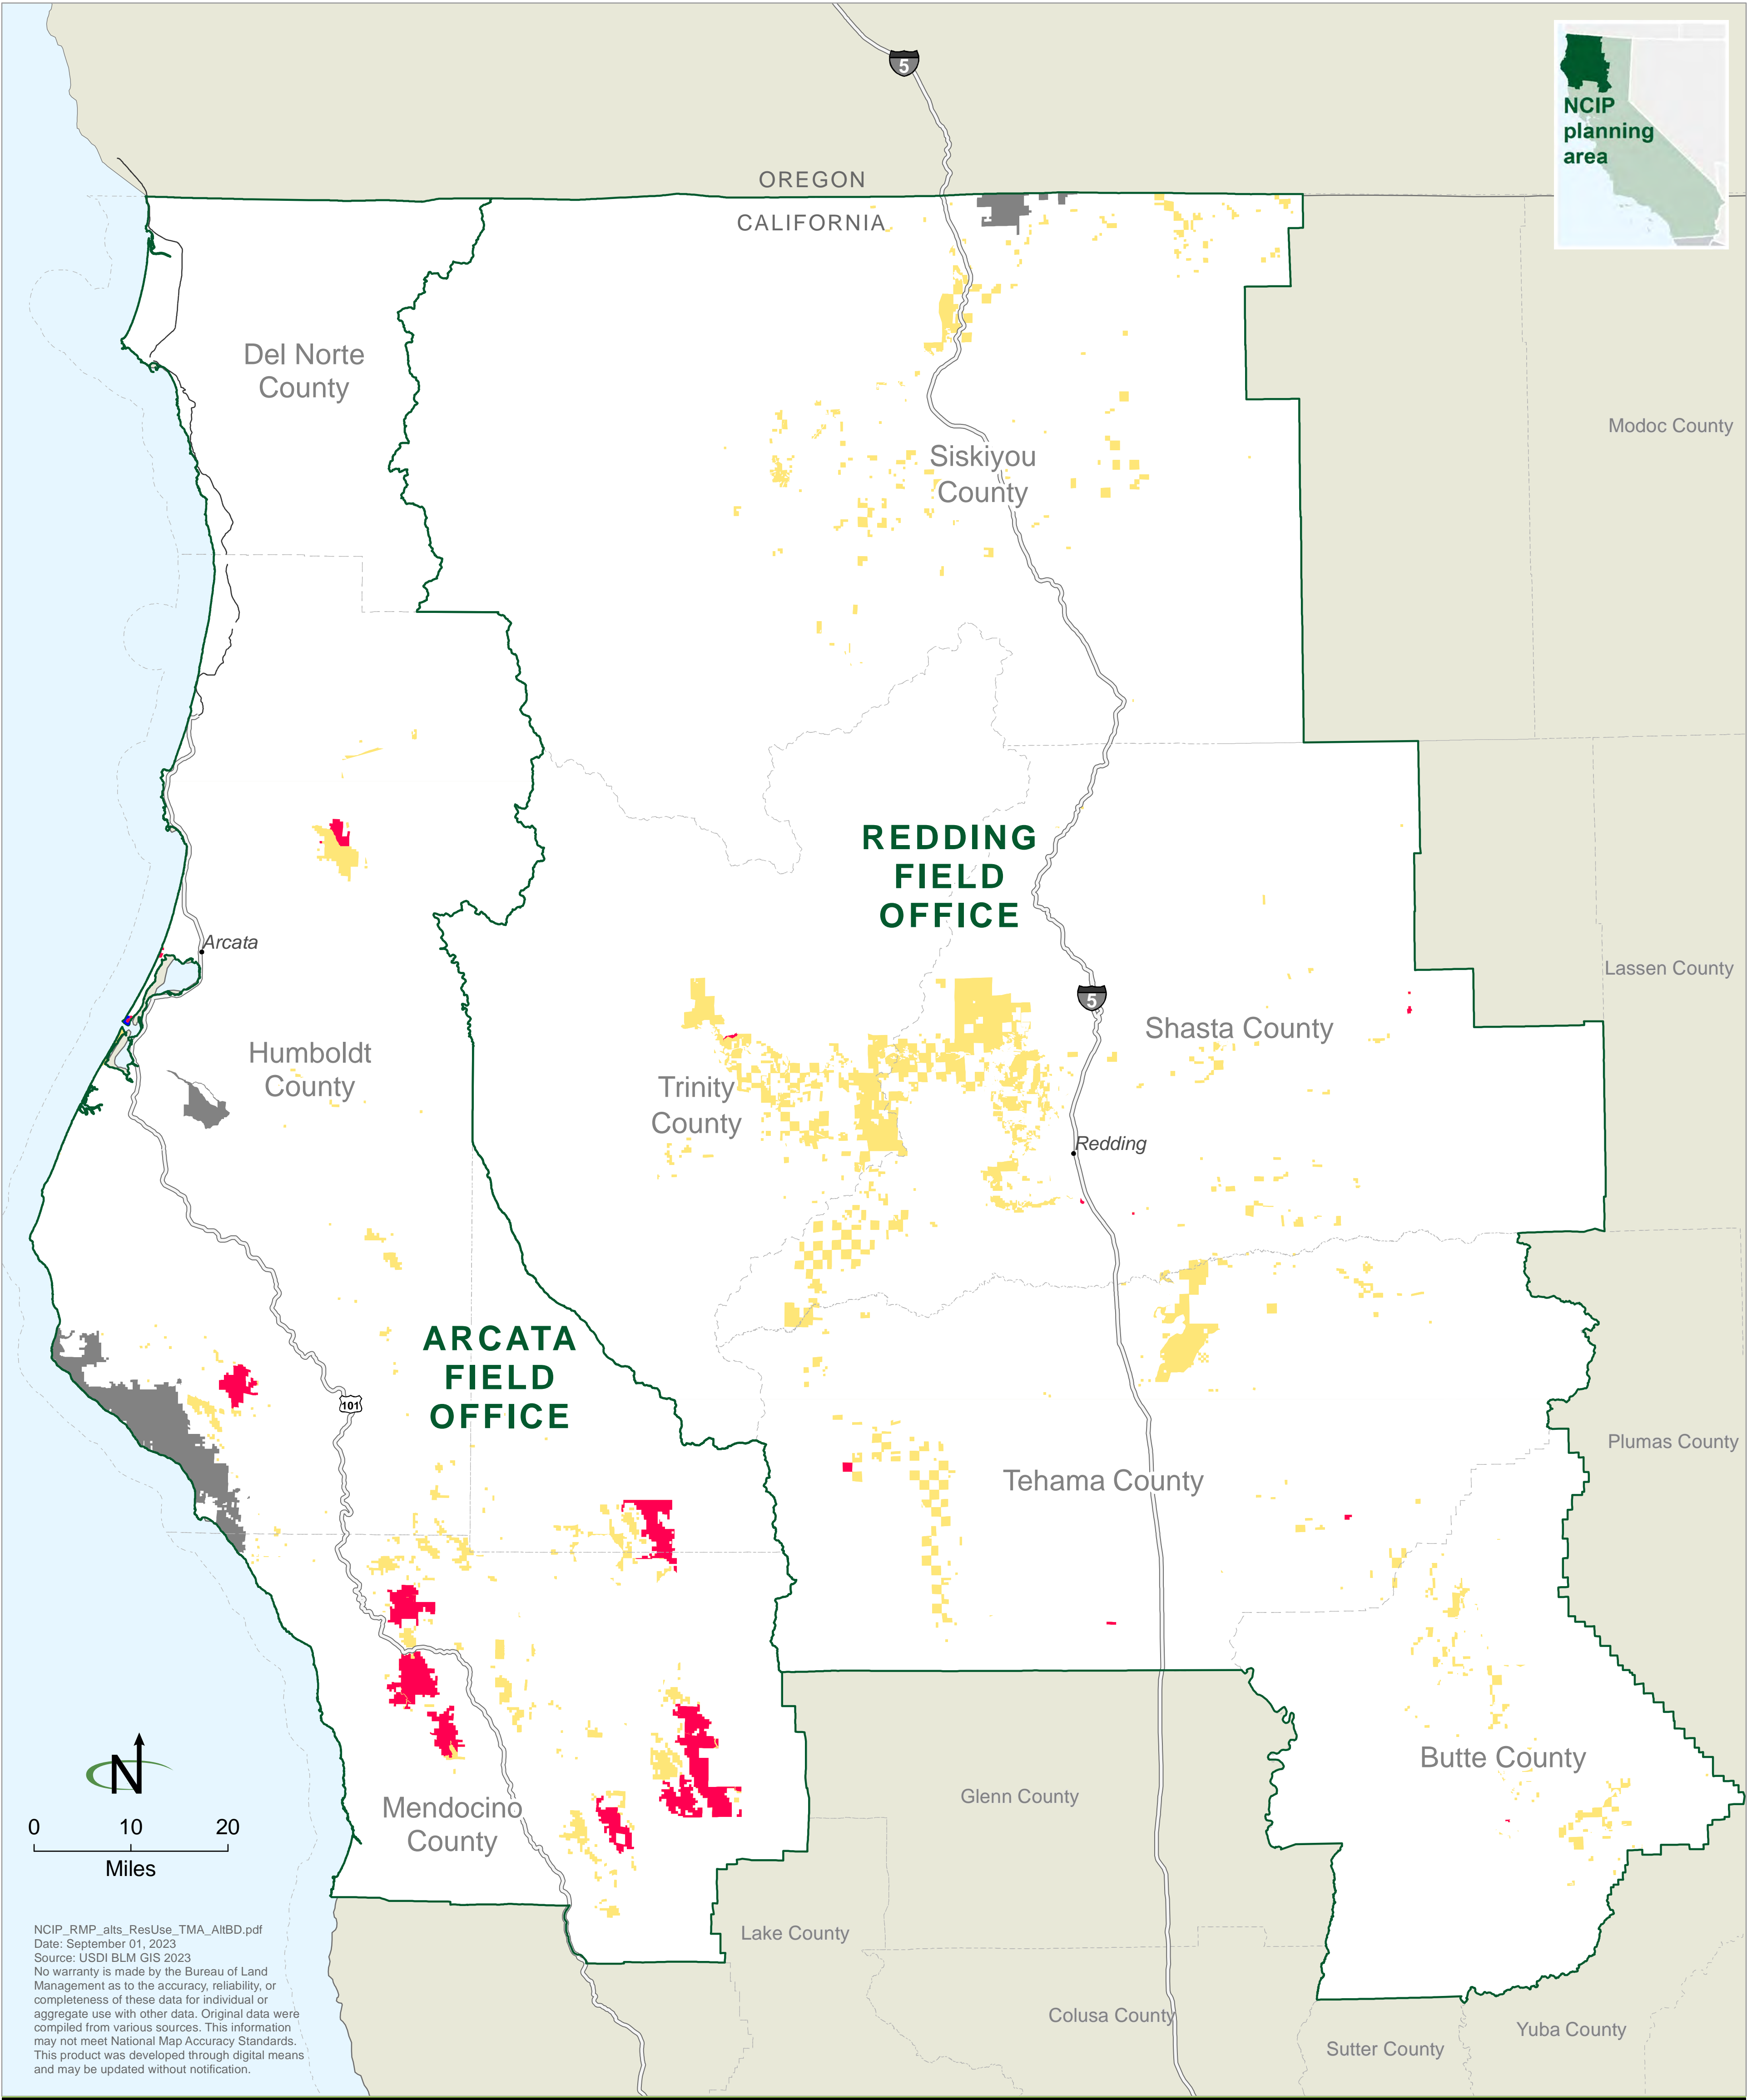 5
NCIP
planning
area
OREGON
CALIFORNIA
Del Norte
County
Siskiyou
County
Modoc County
REDDING
FIELD
OFFICE
Arcata
Lassen County
5
Shasta County
Humboldt
County
Trinity
County
Redding
ARCATA
FIELD
OFFICE
101
Plumas County
Tehama County
N
Butte County
Mendocino
County
Glenn County
0 10 20
Miles
Lake County
Colusa County
Yuba County
Sutter County
NCIP_RMP_alts_ResUse_TMA_AltBD.pdf
Date: September 01, 2023
Source: USDI BLM GIS 2023
No warranty is made by the Bureau of Land
Management as to the accuracy, reliability, or
completeness of these data for individual or
aggregate use with other data. Original data were
compiled from various sources. This information
may not meet National Map Accuracy Standards.
This product was developed through digital means
and may be updated without notification.